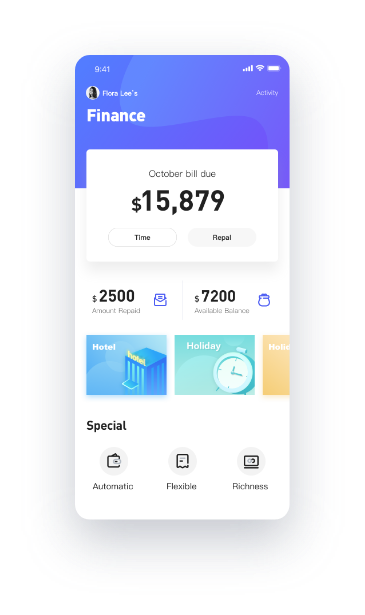 9:41
Flora Lee's
Activity
Finance
October bill due
$15,879
Time
Repal
$2500
Amount Repaid
$7200
Available Balance
Hotel
hotel
Holiday
Special
Automatic
Flexible
Richness